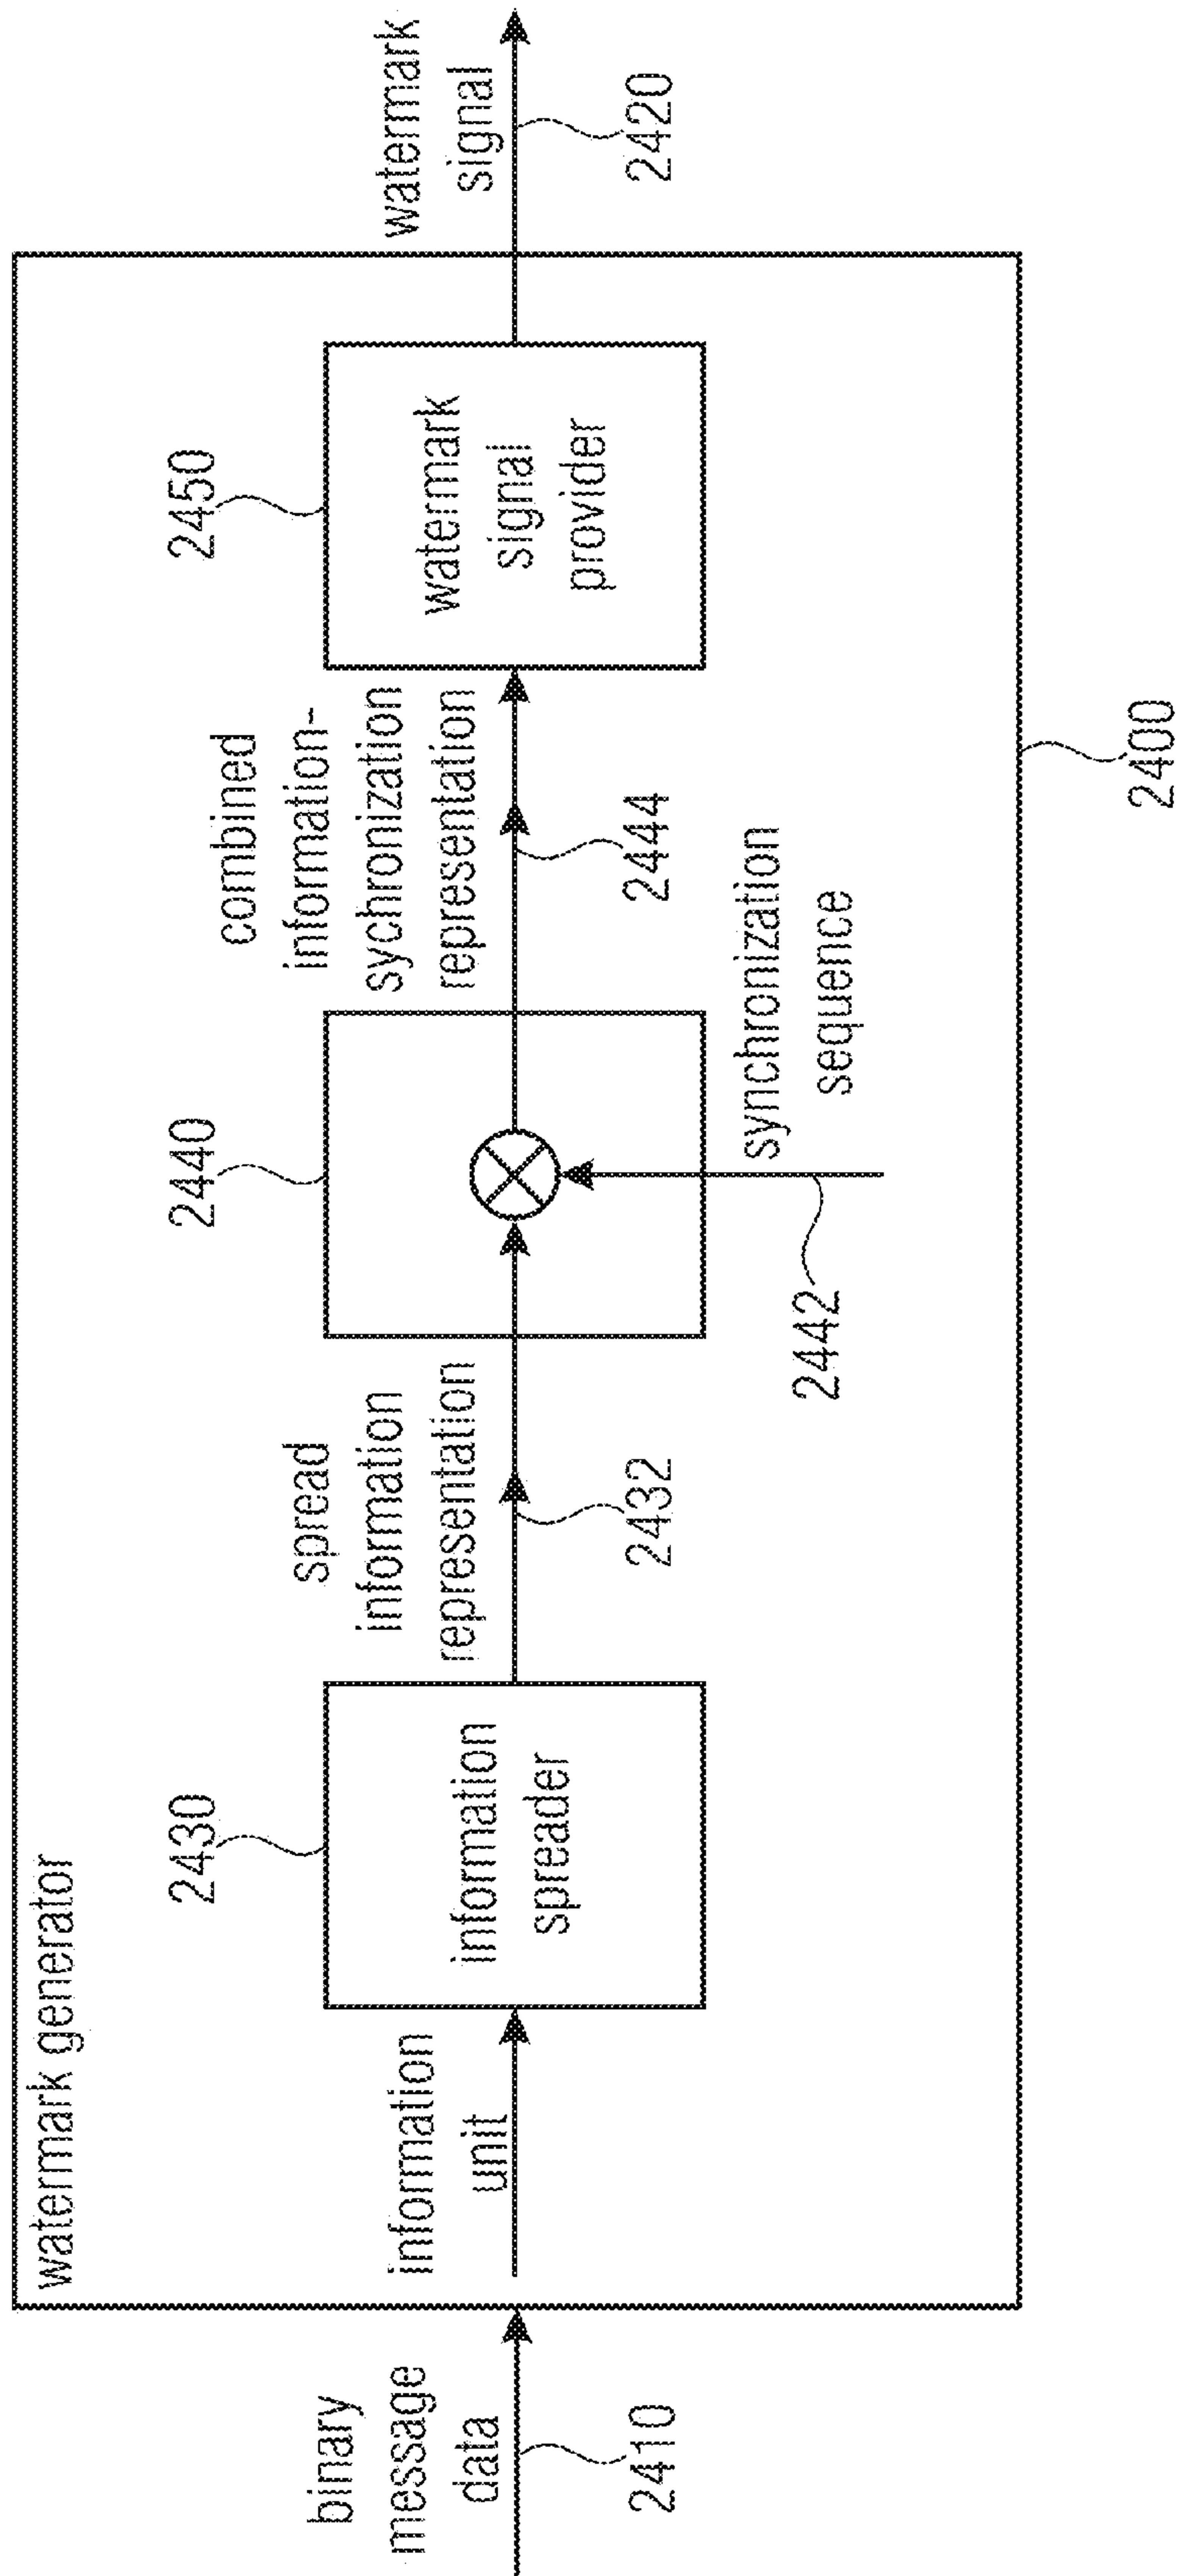 watermark generator
binary
message
data
2410
information
unit
2430
information
spreader
spread
information
representation
2432
2440
2442
synchronization
sequence
combined
information-
sychronization
representation
2444
2450
watermark
signal
provider
watermark
signal
2420
2400